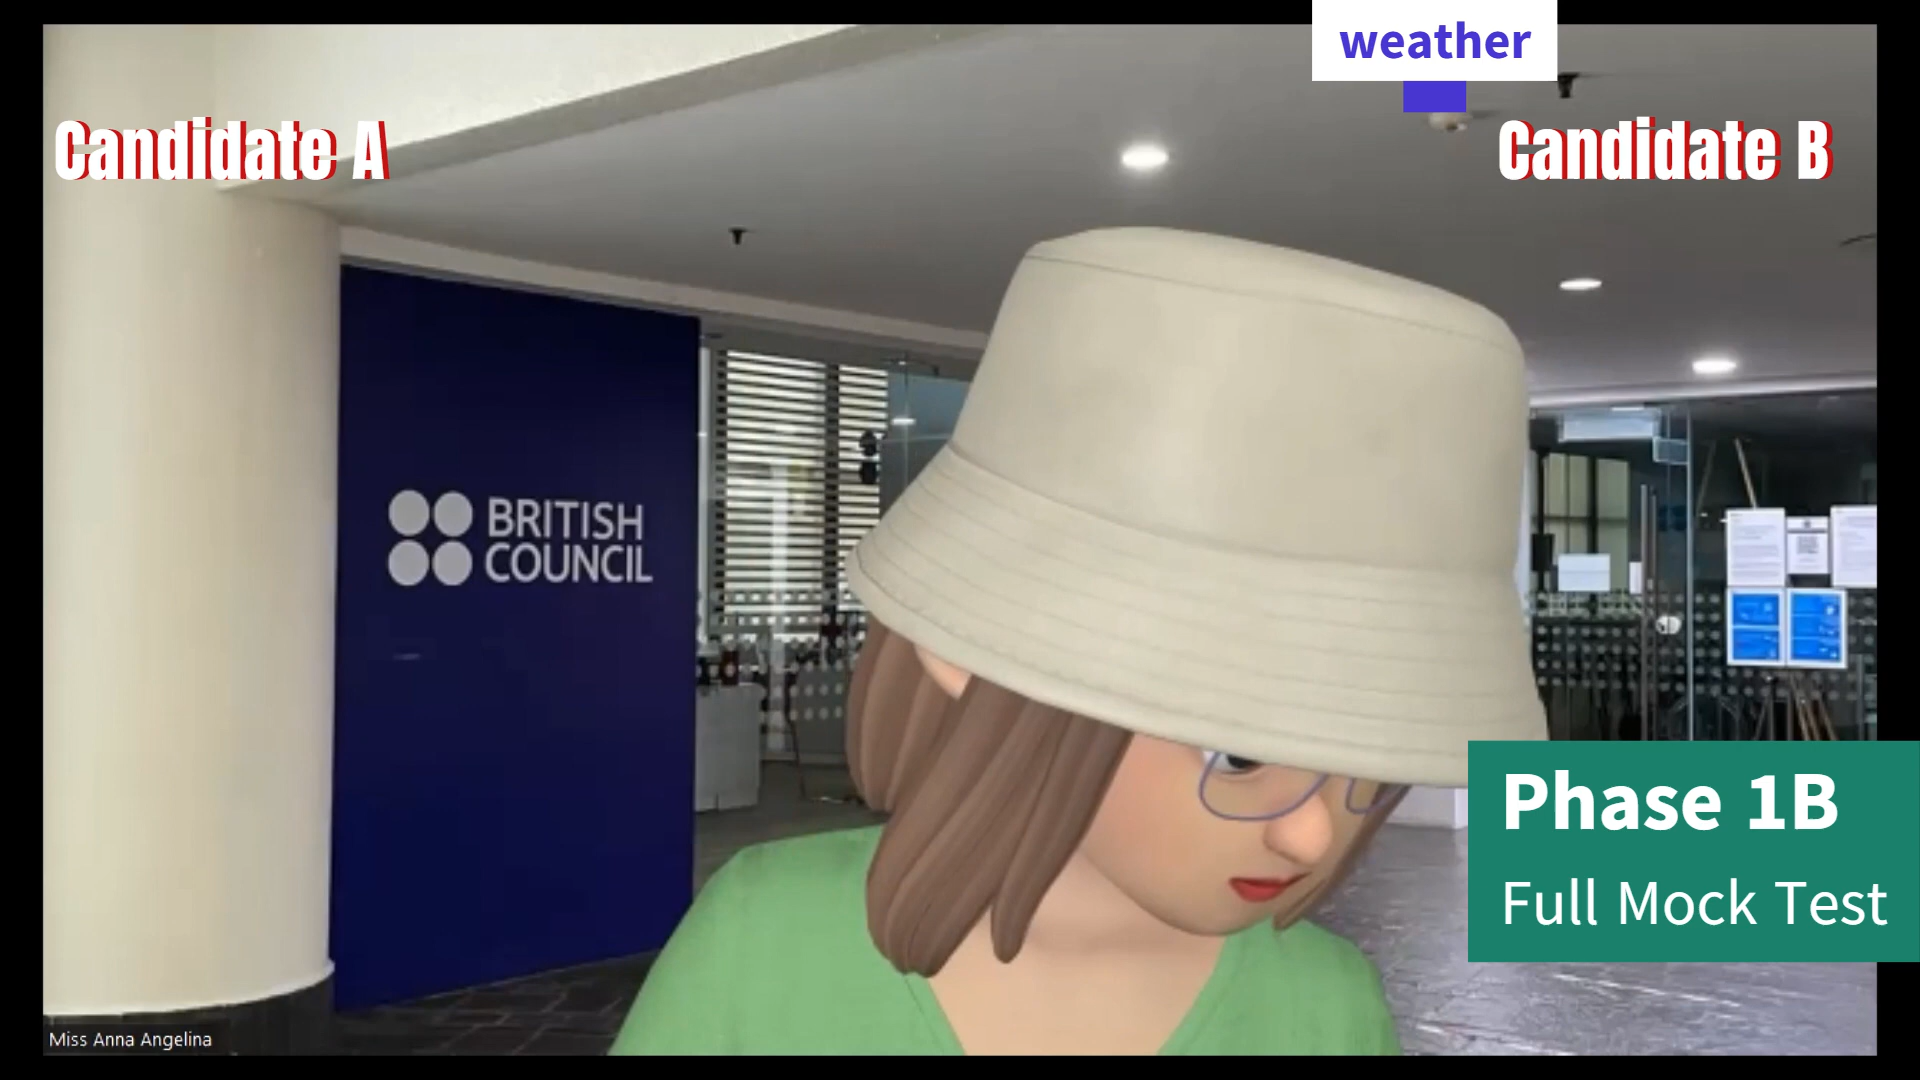 weather
Candidate A
Candidate B
BRITISH
COUNCIL
Phase 1B
Full Mock Test
Miss Anna Angelina